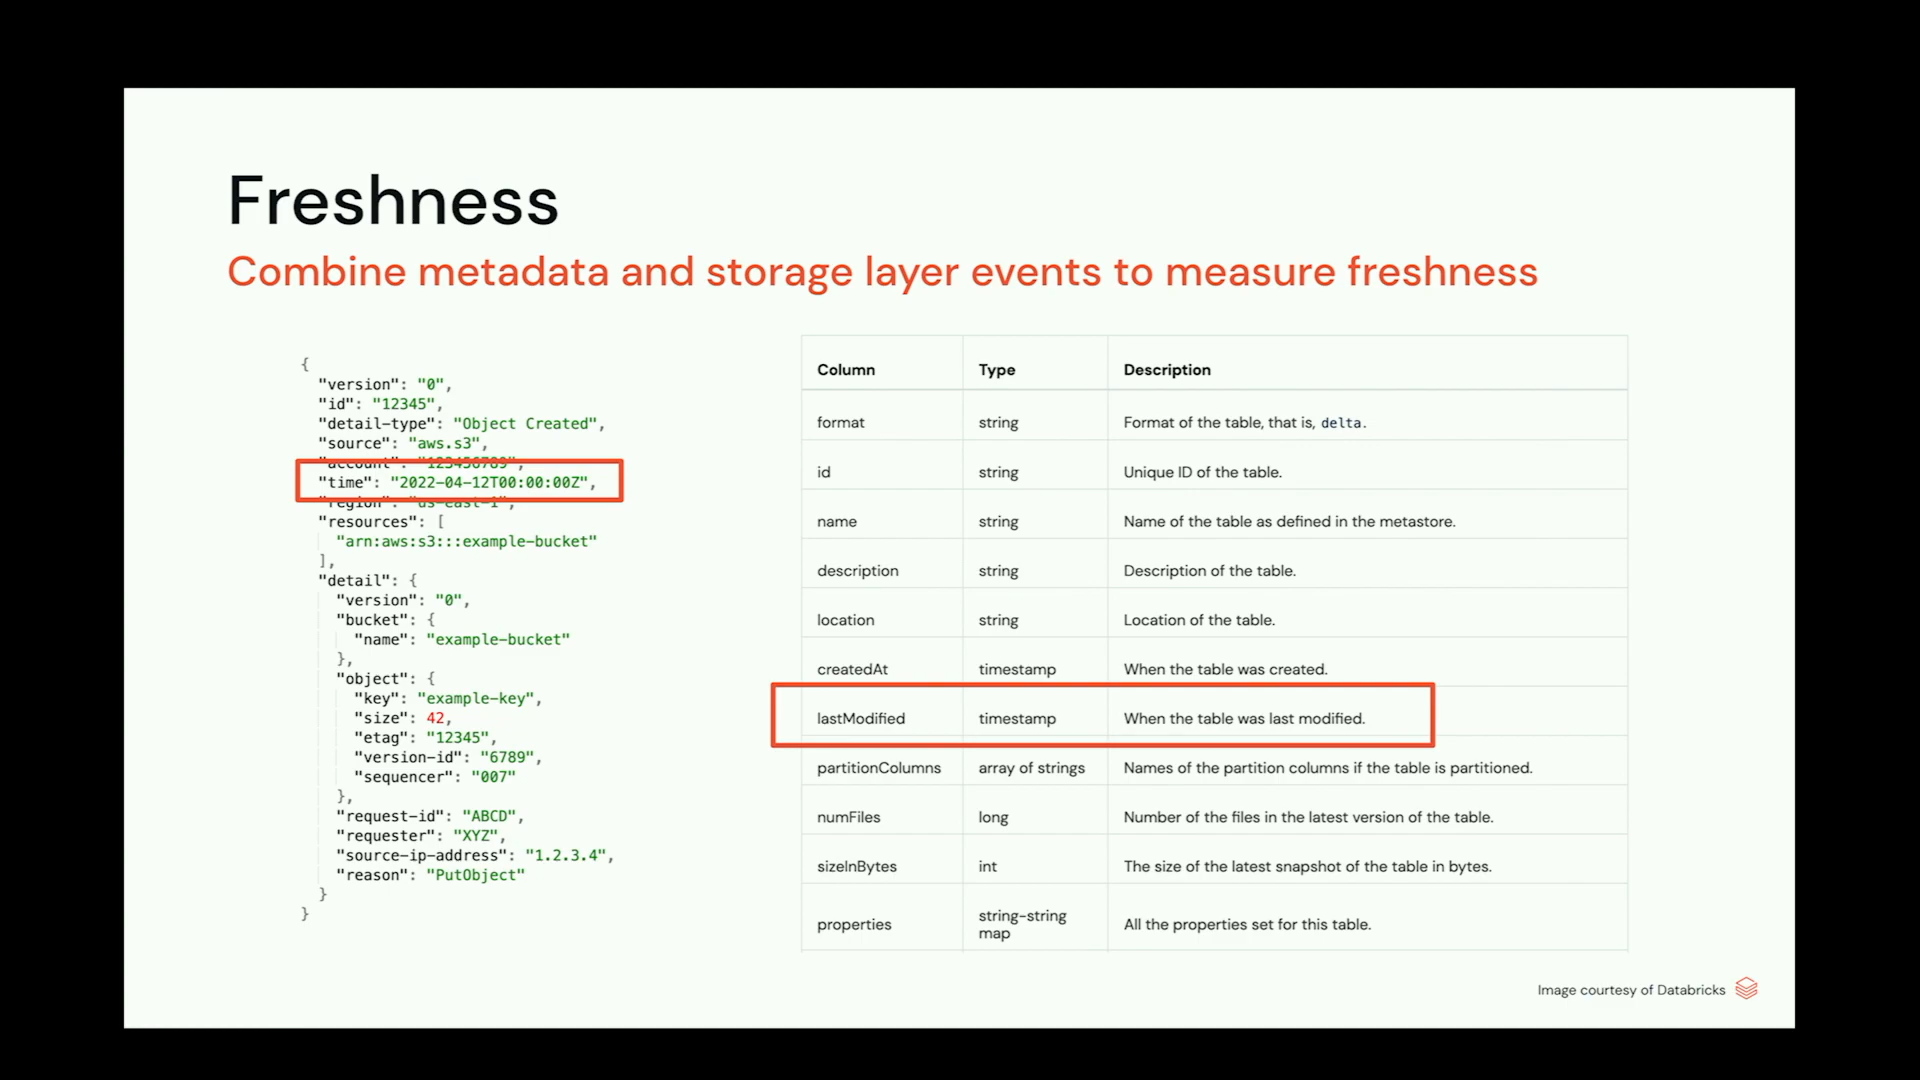 Freshness
Combine metadata and storage layer events to measure freshness
{
"version": "0",
"id": "12345",
"detail-type": "Object Created",
"source": "aws.s3",
"account": "123456789",
"time": "2022-04-12T00:00:00Z",
"region": "us-east-1",
"resources": [
"arn:aws:s3:::example-bucket"
],
"detail": {
"version": "0",
"bucket": {
"name": "example-bucket"
},
"object": {
"key": "example-key",
"size": 42,
"etag": "12345",
"version-id": "6789",
"sequencer": "007"
},
"request-id": "ABCD",
"requester": "XYZ",
"source-ip-address": "1.2.3.4",
"reason": "PutObject"
}
}
Column Type Description
format string Format of the table, that is, delta.
id string Unique ID of the table.
name string Name of the table as defined in the metastore.
description string Description of the table.
location string Location of the table.
createdAt timestamp When the table was created.
lastModified timestamp When the table was last modified.
partitionColumns array of strings Names of the partition columns if the table is partitioned.
numFiles long Number of the files in the latest version of the table.
sizeInBytes int The size of the latest snapshot of the table in bytes.
properties string-string map All the properties set for this table.
Image courtesy of Databricks